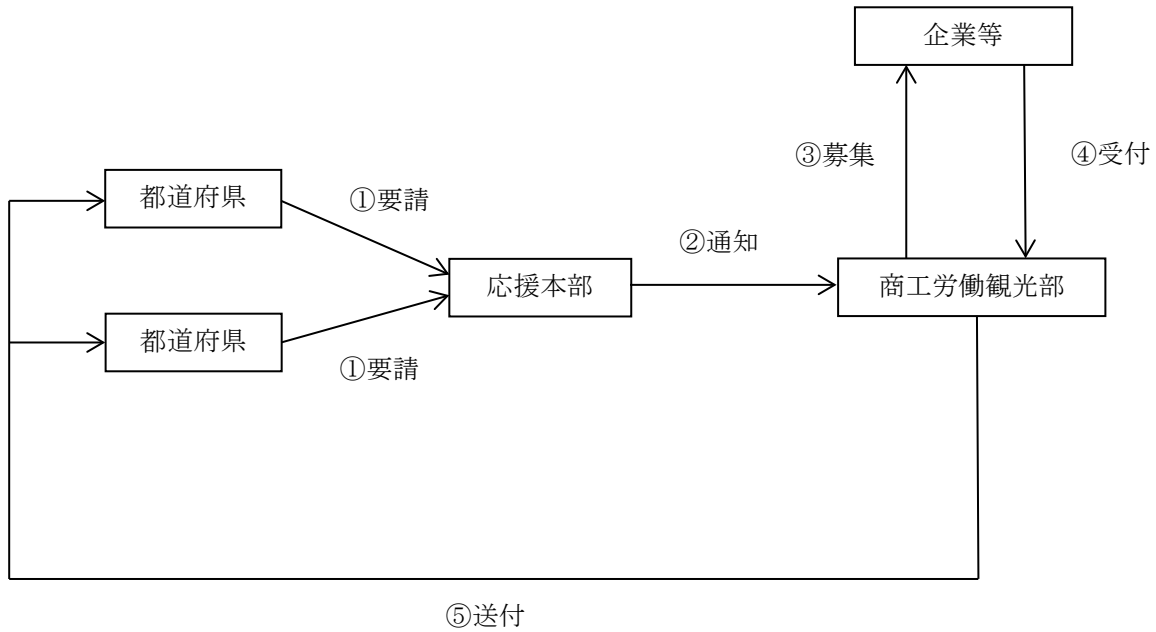 企業等
③募集
④受付
都道府県
①要請
②通知
応援本部
商工労働観光部
都道府県
①要請
⑤送付